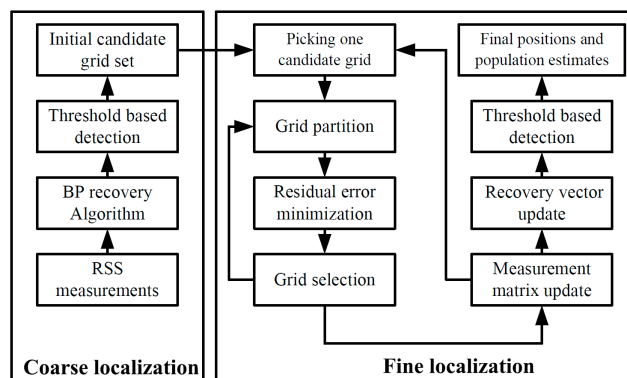 Initial candidate
grid set
Threshold based
detection
BP recovery
Algorithm
RSS
measurements
Coarse localization
Picking one
candidate grid
Grid partition
Residual error
minimization
Grid selection
Final positions and
population estimates
Threshold based
detection
Recovery vector
update
Measurement
matrix update
Fine localization